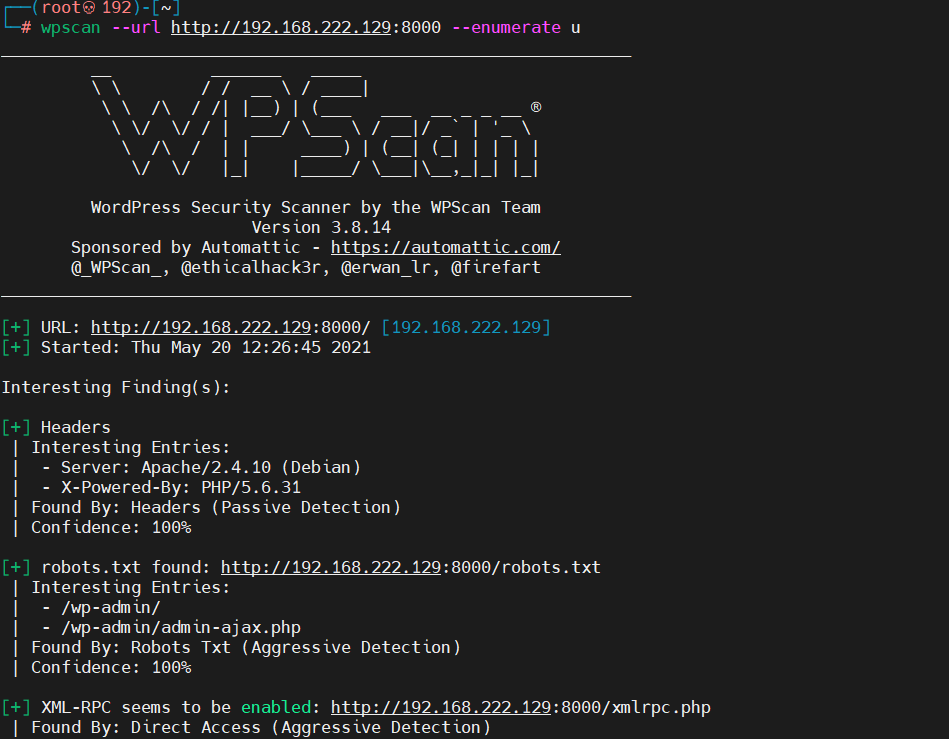 ┌──(root💀192)-[~]
└─# wpscan --url http://192.168.222.129:8000 --enumerate u
_______________________________________________________________
WPScan ®
WordPress Security Scanner by the WPScan Team
Version 3.8.14
Sponsored by Automattic - https://automattic.com/
@_WPScan_, @ethicalhack3r, @erwan_lr, @firefart
_______________________________________________________________
[+] URL: http://192.168.222.129:8000/ [192.168.222.129]
[+] Started: Thu May 20 12:26:45 2021
Interesting Finding(s):
[+] Headers
| Interesting Entries:
|  - Server: Apache/2.4.10 (Debian)
|  - X-Powered-By: PHP/5.6.31
| Found By: Headers (Passive Detection)
| Confidence: 100%
[+] robots.txt found: http://192.168.222.129:8000/robots.txt
| Interesting Entries:
|  - /wp-admin/
|  - /wp-admin/admin-ajax.php
| Found By: Robots Txt (Aggressive Detection)
| Confidence: 100%
[+] XML-RPC seems to be enabled: http://192.168.222.129:8000/xmlrpc.php
| Found By: Direct Access (Aggressive Detection)